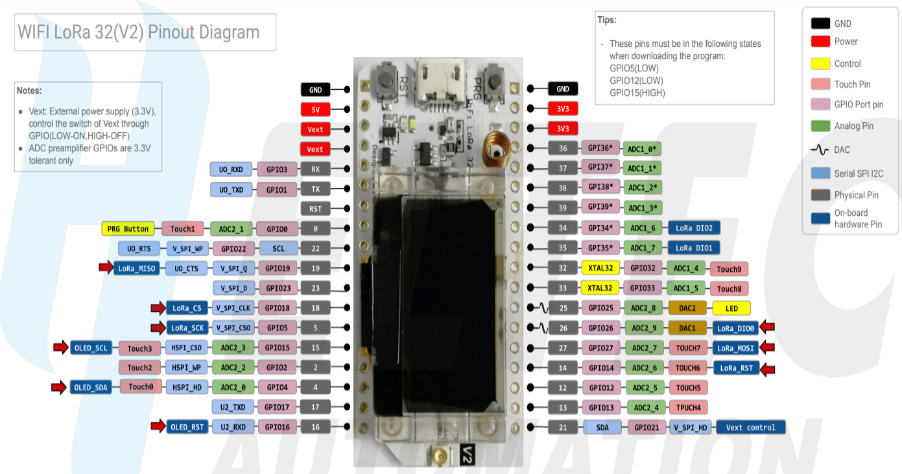 WIFI LoRa 32(V2) Pinout Diagram
Notes:
Vext: External power supply (3.3V),
control the switch of Vext through
GPIO(LOW-ON,HIGH-OFF)
ADC preamplifier GPIOs are 3.3V
tolerant only
Tips:
- These pins must be in the following states
when downloading the program:
GPIO5(LOW)
GPIO12(LOW)
GPIO15(HIGH)
GND
Power
Control
Touch Pin
GPIO Port pin
Analog Pin
DAC
Serial SPI I2C
Physical Pin
On-board
hardware Pin
GND
5V
Vext
Vext
U0_RXD GPIO3 RX
U0_TXD GPIO1 TX
RST
PRG Button Touch1 ADC2_1 GPIO0 0
U0_RTS V_SPI_WP GPIO22 SCL 22
LoRa_MISO U0_CTS V_SPI_Q GPIO19 19
V_SPI_D GPIO23 23
LoRa_CS V_SPI_CLK GPIO18 18
LoRa_SCK V_SPI_CSO GPIO5 5
OLED_SCL Touch3 HSPI_CSO ADC2_3 GPIO15 15
Touch2 HSPI_WP ADC2_2 GPIO2 2
OLED_SDA Touch0 HSPI_HD ADC2_0 GPIO4 4
U2_TXD GPIO17 17
OLED_RST U2_RXD GPIO16 16
RST
PRG
WiFi LoRa 32
V2
GND
3V3
3V3
36 GPI36* ADC1_0*
37 GPI37* ADC1_1*
38 GPI38* ADC1_2*
39 GPI39* ADC1_3*
34 GPI34* ADC1_6 LoRa DIO2
35 GPI35* ADC1_7 LoRa DIO1
32 XTAL32 GPIO32 ADC1_4 Touch9
33 XTAL32 GPIO33 ADC1_5 Touch8
25 GPIO25 ADC2_8 DAC2 LED
26 GPIO26 ADC2_9 DAC1 LoRa_DIO0
27 GPIO27 ADC2_7 TOUCH7 LoRa_MOSI
14 GPIO14 ADC2_6 TOUCH6 LoRa_RST
12 GPIO12 ADC2_5 TOUCH5
13 GPIO13 ADC2_4 TPUCH4
21 SDA GPIO21 V_SPI_HD Vext control
AUTOMATION